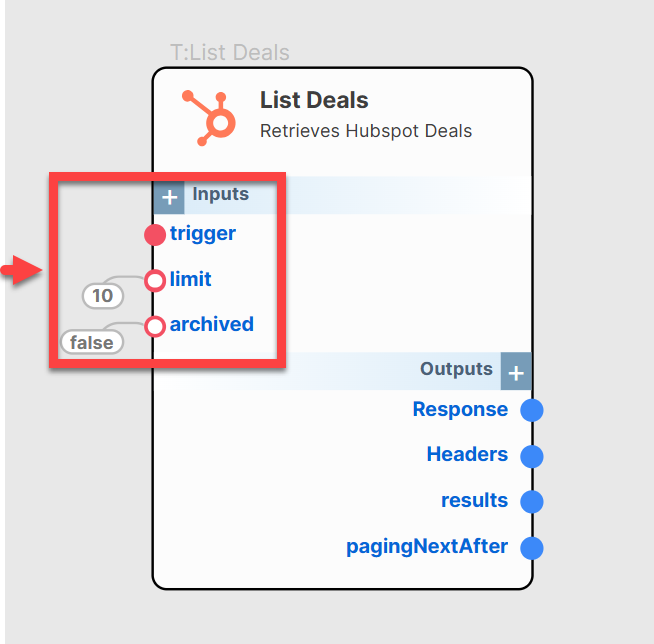 T:List Deals
List Deals
Retrieves Hubspot Deals
+ Inputs
trigger
limit
10
archived
false
Outputs +
Response
Headers
results
pagingNextAfter